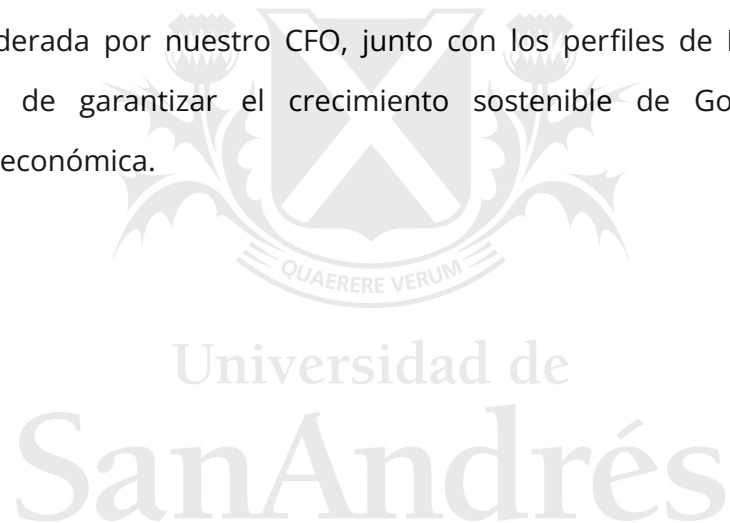 derada por nuestro CFO, junto con los perfiles de
de garantizar el crecimiento sostenible de Go
económica.
QUAERERE VERUM
Universidad de
SanAndrés